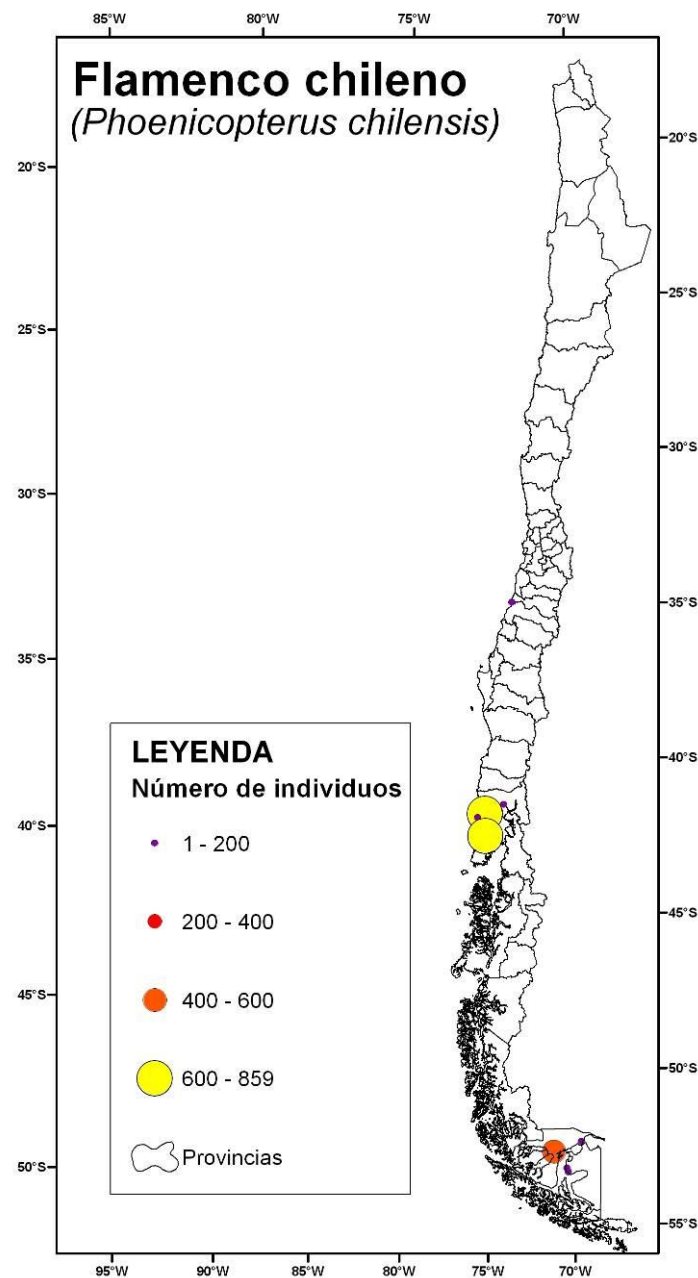 85°W 80°W 75°W 70°W
Flamenco chileno
(Phoenicopterus chilensis)
20°S
25°S
30°S
35°S
40°S
45°S
50°S
20°S
25°S
30°S
35°S
40°S
45°S
50°S
55°S
LEYENDA
Número de individuos
1 - 200
200 - 400
400 - 600
600 - 859
Provincias
95°W 90°W 85°W 80°W 75°W 70°W